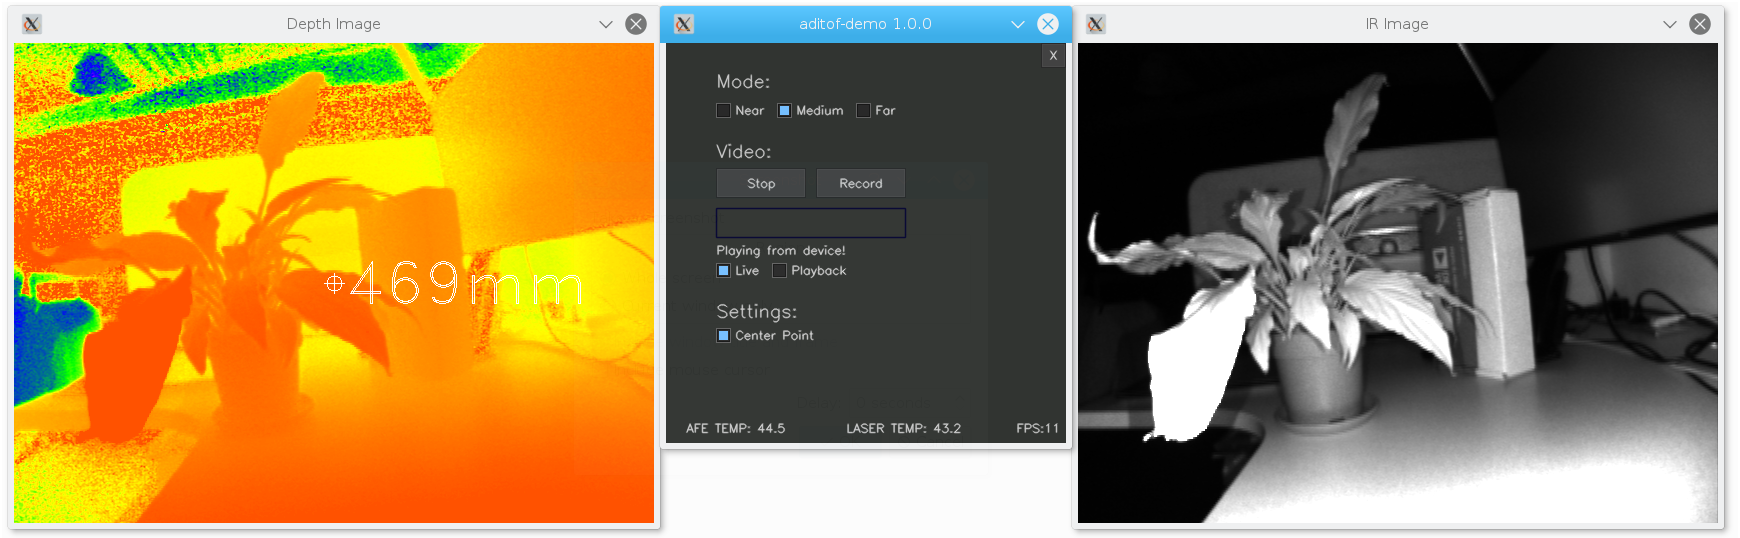 Depth Image
469mm
aditof-demo 1.0.0
X
Mode:
Near Medium Far
Video:
Stop Record
Playing from device!
Live Playback
Settings:
Center Point
AFE TEMP: 44.5 LASER TEMP: 43.2 FPS:11
IR Image